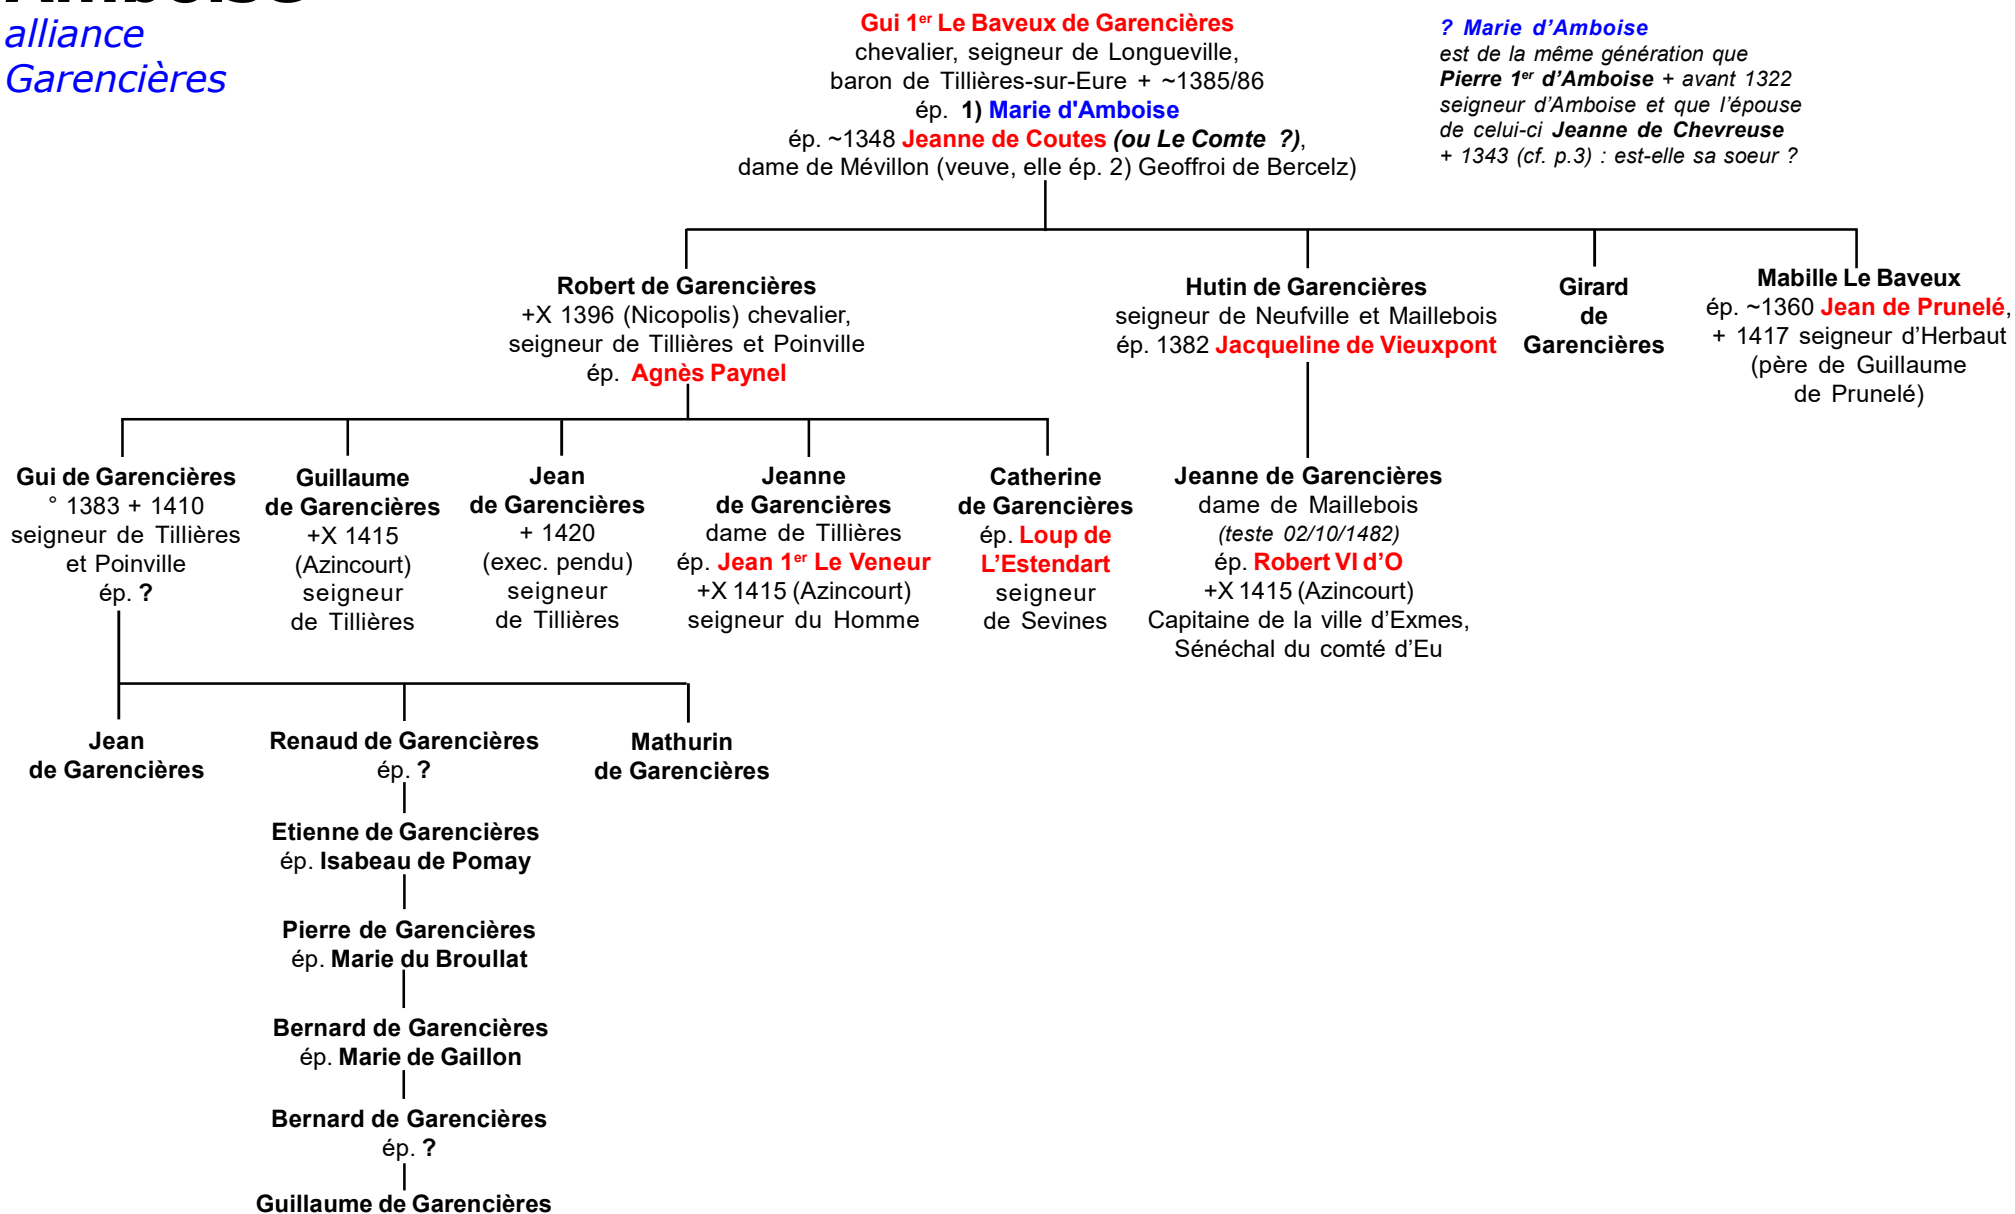 Amboise
alliance
Garencières
Gui 1er Le Baveux de Garencières
chevalier, seigneur de Longueville,
baron de Tillières-sur-Eure + ~1385/86
ép. 1) Marie d'Amboise
ép. ~1348 Jeanne de Coutes (ou Le Comte ?),
dame de Mévillon (veuve, elle ép. 2) Geoffroi de Bercelz)
? Marie d’Amboise
est de la même génération que
Pierre 1er d’Amboise + avant 1322
seigneur d’Amboise et que l’épouse
de celui-ci Jeanne de Chevreuse
+ 1343 (cf. p.3) : est-elle sa soeur ?
Robert de Garencières
+X 1396 (Nicopolis) chevalier,
seigneur de Tillières et Poinville
ép. Agnès Paynel
Hutin de Garencières
seigneur de Neufville et Maillebois
ép. 1382 Jacqueline de Vieuxpont
Girard
de
Garencières
Mabille Le Baveux
ép. ~1360 Jean de Prunelé,
+ 1417 seigneur d’Herbaut
(père de Guillaume
de Prunelé)
Gui de Garencières
° 1383 + 1410
seigneur de Tillières
et Poinville
ép. ?
Guillaume
de Garencières
+X 1415
(Azincourt)
seigneur
de Tillières
Jean
de Garencières
+ 1420
(exec. pendu)
seigneur
de Tillières
Jeanne
de Garencières
dame de Tillières
ép. Jean 1er Le Veneur
+X 1415 (Azincourt)
seigneur du Homme
Catherine
de Garencières
ép. Loup de
L’Estendart
seigneur
de Sevines
Jeanne de Garencières
dame de Maillebois
(teste 02/10/1482)
ép. Robert VI d’O
+X 1415 (Azincourt)
Capitaine de la ville d’Exmes,
Sénéchal du comté d’Eu
Jean
de Garencières
Renaud de Garencières
ép. ?
Mathurin
de Garencières
Etienne de Garencières
ép. Isabeau de Pomay
Pierre de Garencières
ép. Marie du Broullat
Bernard de Garencières
ép. Marie de Gaillon
Bernard de Garencières
ép. ?
Guillaume de Garencières